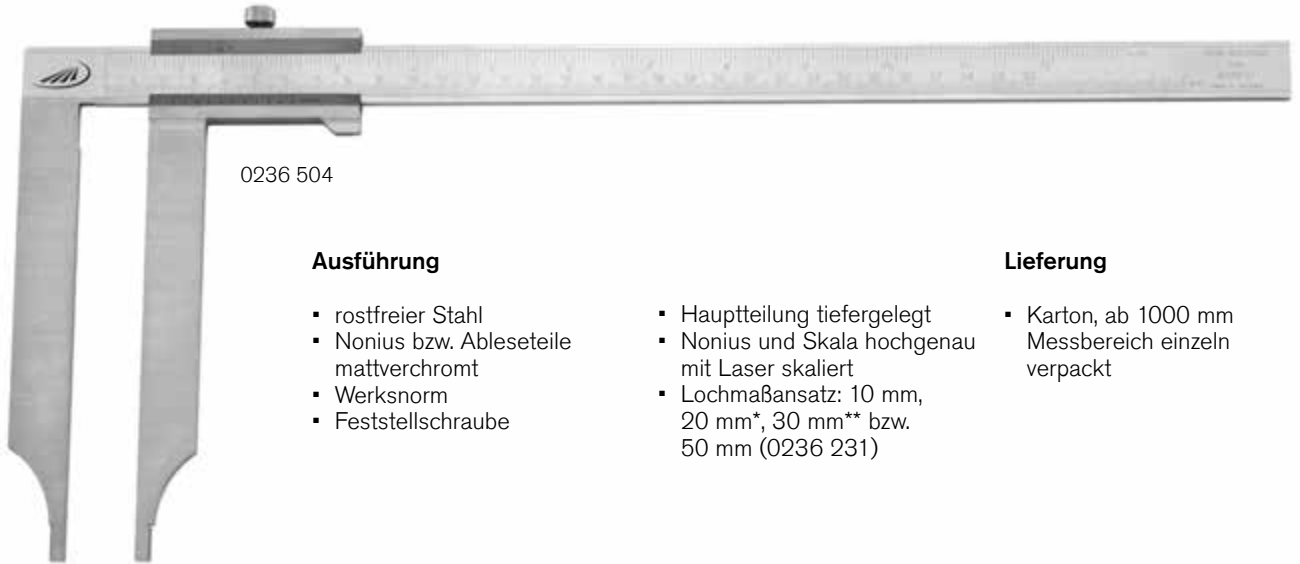 0236 504
Ausführung
▪ rostfreier Stahl
▪ Nonius bzw. Ableseteile
mattverchromt
▪ Werksnorm
▪ Feststellschraube
▪ Hauptteilung tiefergelegt
▪ Nonius und Skala hochgenau
mit Laser skaliert
▪ Lochmaßansatz: 10 mm,
20 mm*, 30 mm** bzw.
50 mm (0236 231)
Lieferung
▪ Karton, ab 1000 mm
Messbereich einzeln
verpackt